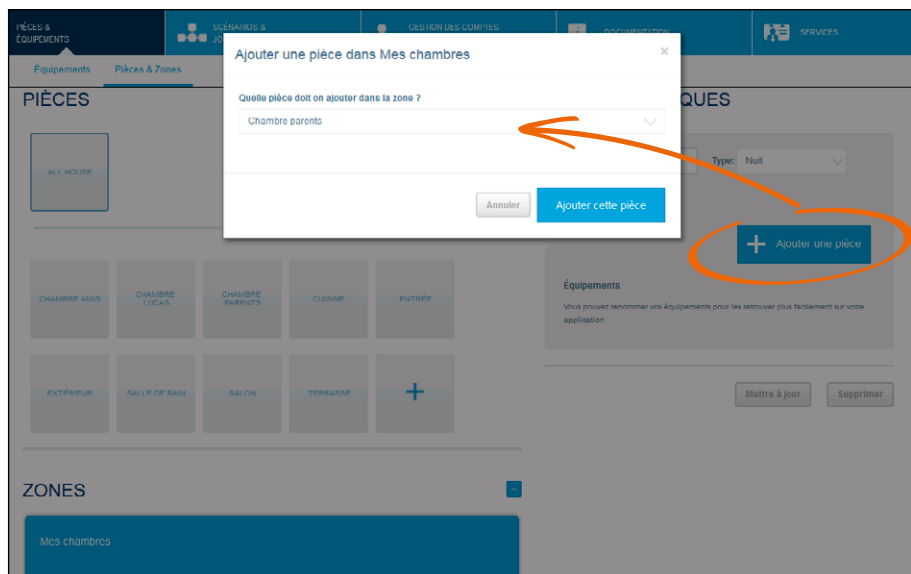 PIÈCES &
ÉQUIPEMENTS
SCÉNARIOS &
GESTION DES COMPTES
DOCUMENTATION
SERVICES
Équipements
Pièces & Zones
Ajouter une pièce dans Mes chambres
×
Quelle pièce doit on ajouter dans la zone ?
Chambre parents
Annuler
Ajouter cette pièce
PIÈCES
QUES
ALL HOUSE
Type:
Nuit
+ Ajouter une pièce
CHAMBRE AMIS
CHAMBRE
LUCAS
CHAMBRE
PARENTS
CUISINE
ENTRÉE
Équipements
Vous pouvez renommer vos équipements pour les retrouver plus facilement sur votre
application
EXTÉRIEUR
SALLE DE BAIN
SALON
TERRASSE
+
Mettre à jour
Supprimer
ZONES
Mes chambres